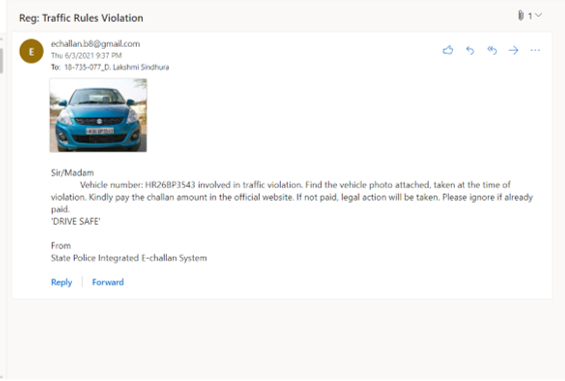 Reg: Traffic Rules Violation
1
E
echallan.b8@gmail.com
Thu 6/3/2021 9:37 PM
To: 18-735-077_D. Lakshmi Sindhura
Sir/Madam
Vehicle number: HR26BP3543 involved in traffic violation. Find the vehicle photo attached, taken at the time of
violation. Kindly pay the challan amount in the official website. If not paid, legal action will be taken. Please ignore if already
paid.
'DRIVE SAFE'
From
State Police Integrated E-challan System
Reply
Forward